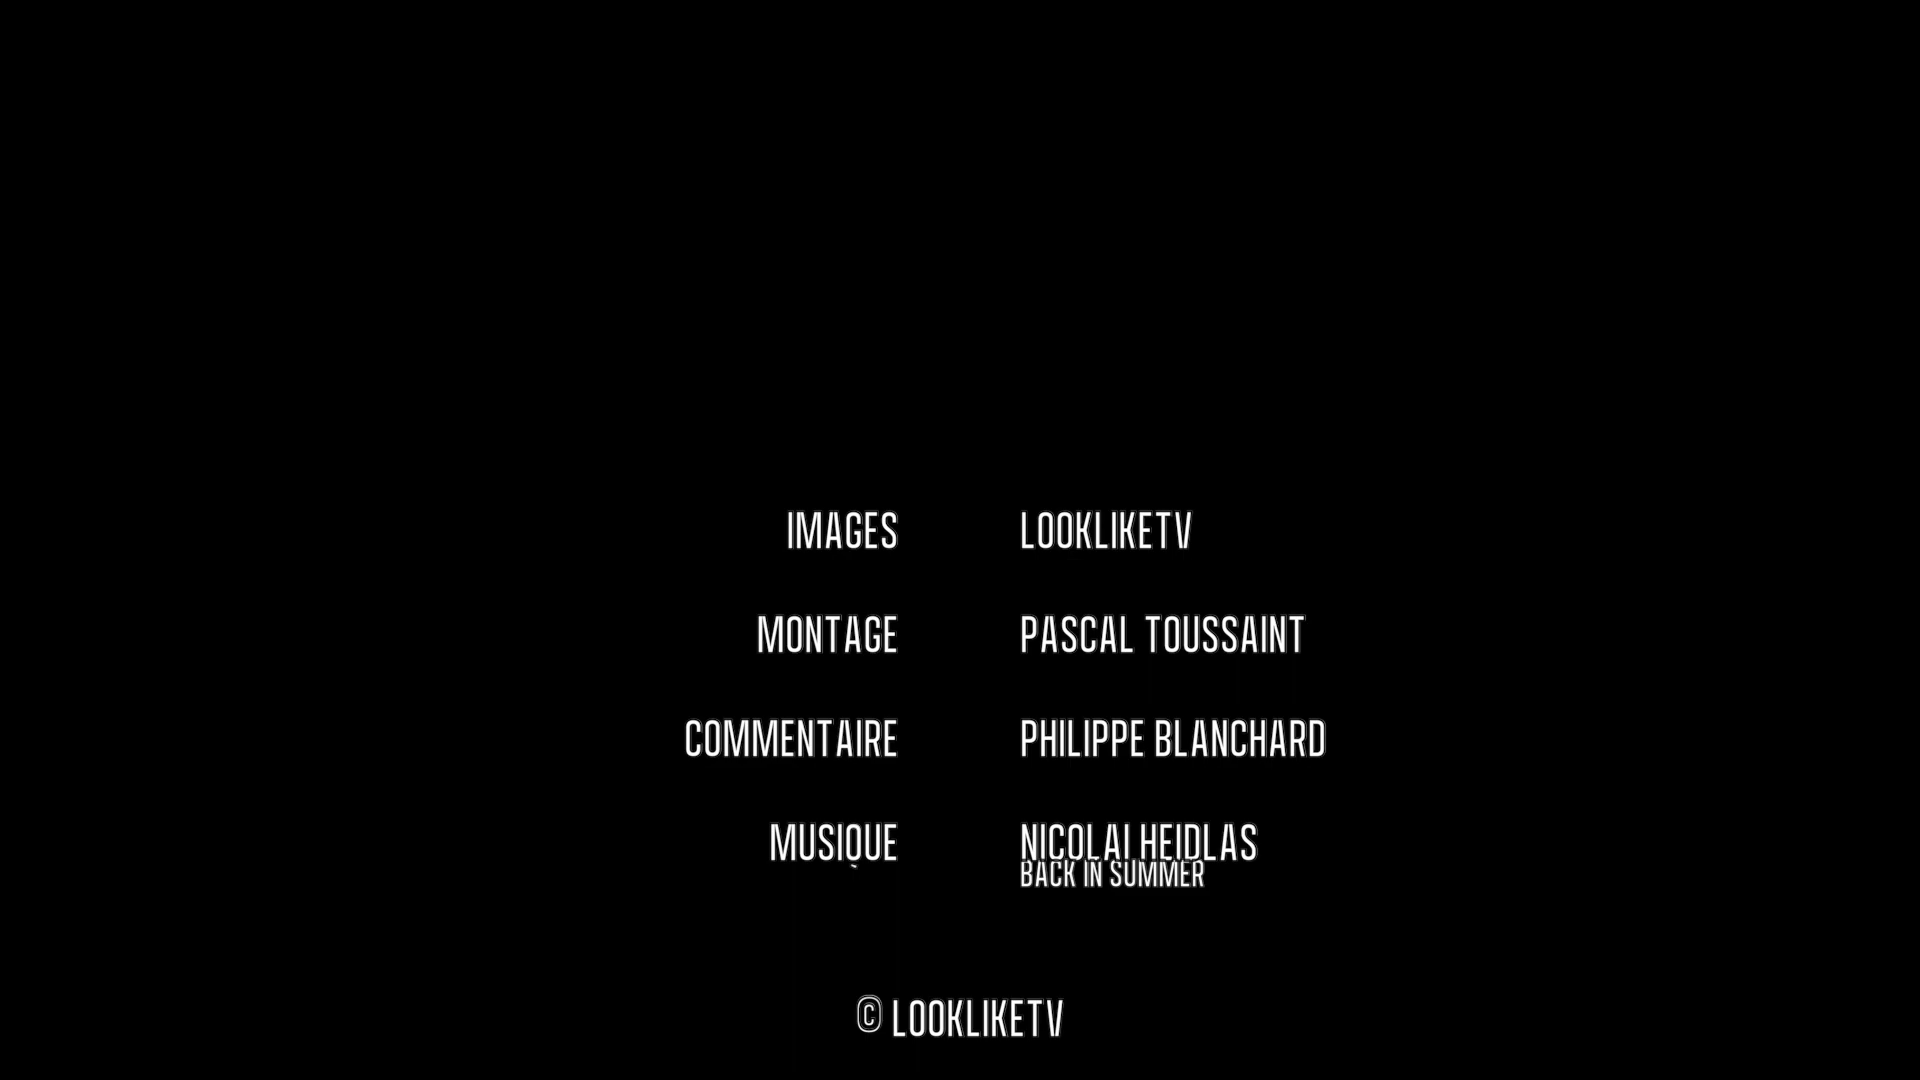 IMAGES LOOKLIKETV
MONTAGE PASCAL TOUSSAINT
COMMENTAIRE PHILIPPE BLANCHARD
MUSIQUE NICOLAI HEIDLAS
BACK IN SUMMER
© LOOKLIKETV